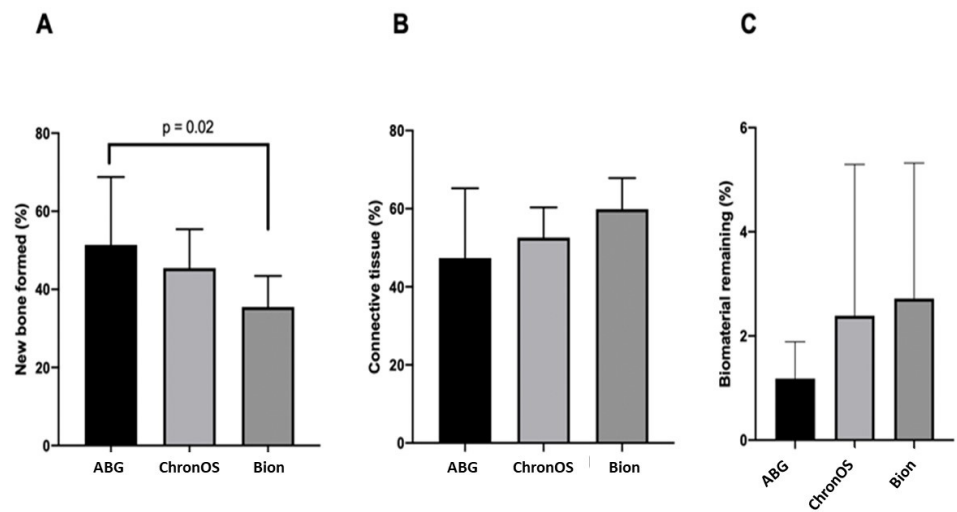 A
B
C
p = 0.02
New bone formed (%)
80
60
40
20
0
ABG
ChronOS
Bion
Connective tissue (%)
80
60
40
20
0
ABG
ChronOS
Bion
Biomaterial remaining (%)
6
4
2
0
ABG
ChronOS
Bion